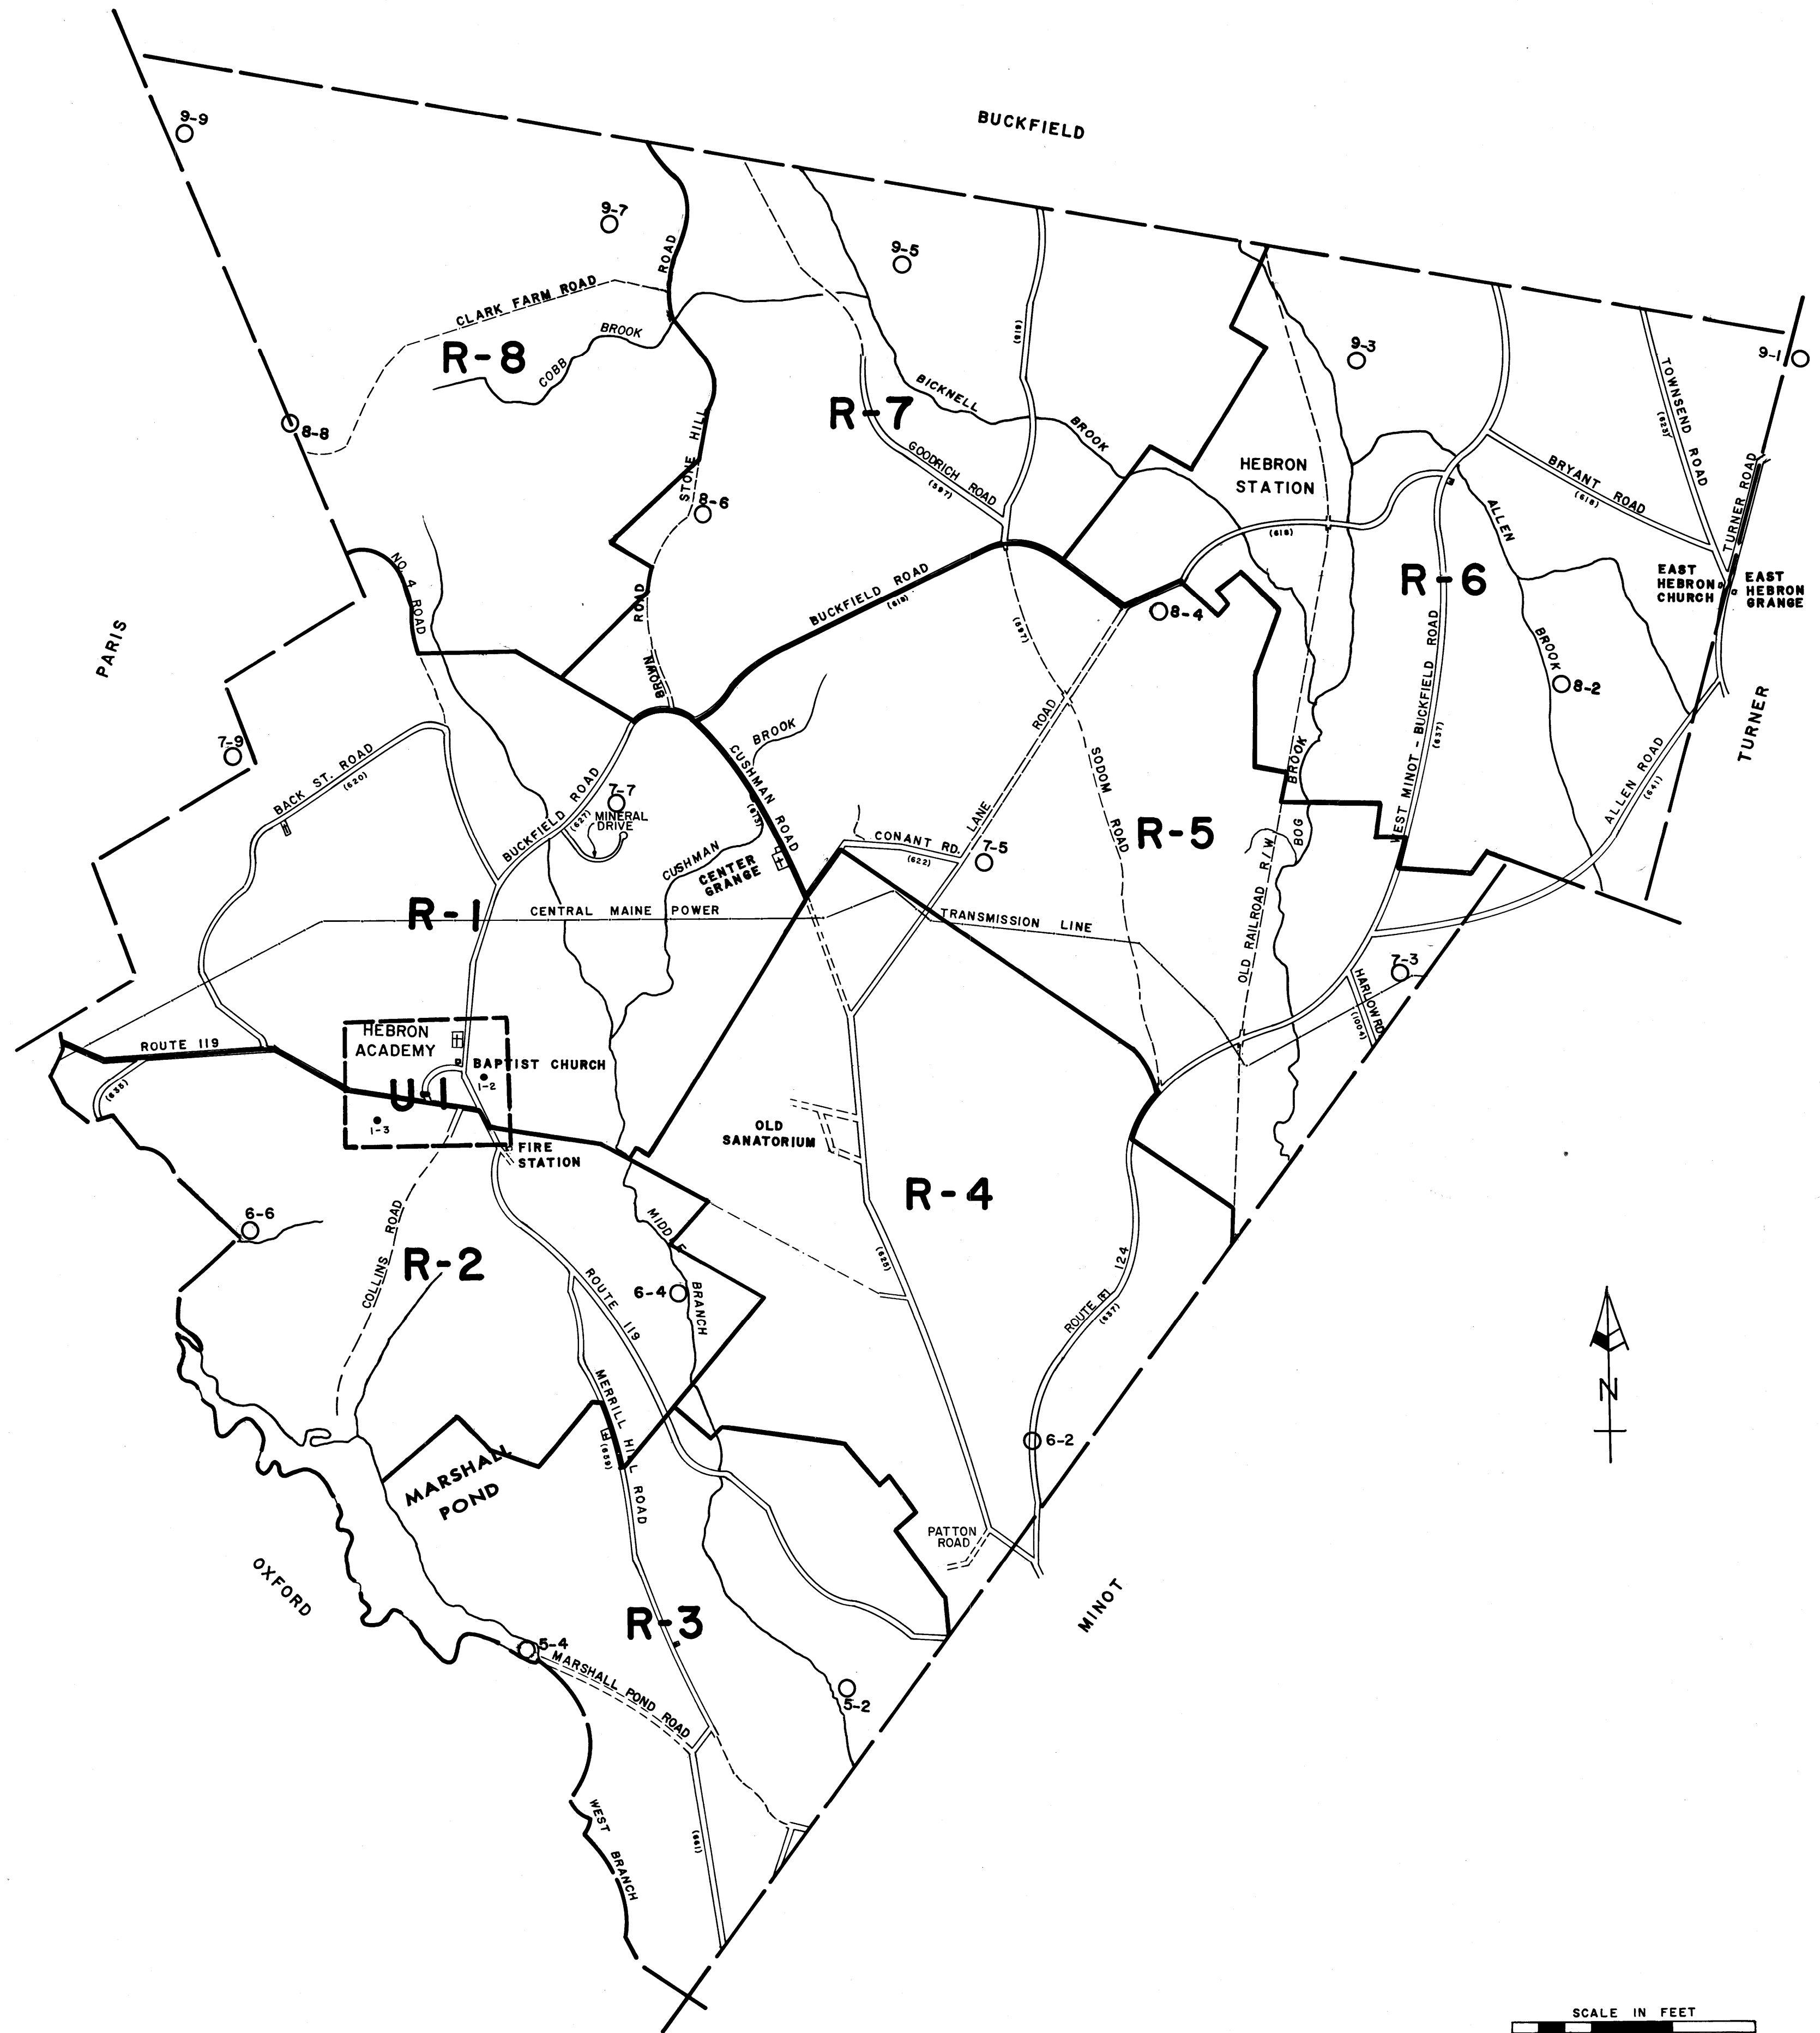 BUCKFIELD
9-9
9-7
9-5
9-3
9-1
ROAD
CLARK FARM ROAD
COBB
BROOK
R-8
8-8
(619)
BICKNELL
BROOK
R-7
GOODRICH ROAD
(597)
STONE HILL
8-6
HEBRON
STATION
TOWNSEND ROAD
(623)
BRYANT ROAD
(618)
TURNER ROAD
ALLEN
BROOK
(618)
R-6
EAST
HEBRON
CHURCH
EAST
HEBRON
GRANGE
NO. 4 ROAD
ROAD
BROWN
BUCKFIELD ROAD
(618)
(597)
8-4
8-2
PARIS
TURNER
7-9
BACK ST. ROAD
(620)
BUCKFIELD ROAD
(627)
7-7
MINERAL
DRIVE
CUSHMAN ROAD
(615)
BROOK
CUSHMAN
CENTER
GRANGE
LANE
ROAD
CONANT RD.
(622)
7-5
SODOM
ROAD
R-5
BROOK
BOG
OLD RAILROAD R/W
WEST MINOT - BUCKFIELD ROAD
(637)
ALLEN ROAD
(641)
R-1
CENTRAL MAINE POWER
TRANSMISSION LINE
7-3
HARLOW RD.
(1004)
ROUTE 119
(635)
HEBRON
ACADEMY
BAPTIST CHURCH
U-1
1-2
1-3
FIRE
STATION
OLD
SANATORIUM
R-4
6-6
COLLINS ROAD
R-2
MIDDLE
BRANCH
6-4
ROUTE 119
(625)
ROUTE 124
(637)
N
MERRILL HILL ROAD
(659)
6-2
MARSHALL
POND
PATTON
ROAD
OXFORD
MINOT
R-3
5-4
MARSHALL POND ROAD
5-2
(661)
WEST BRANCH
SCALE IN FEET